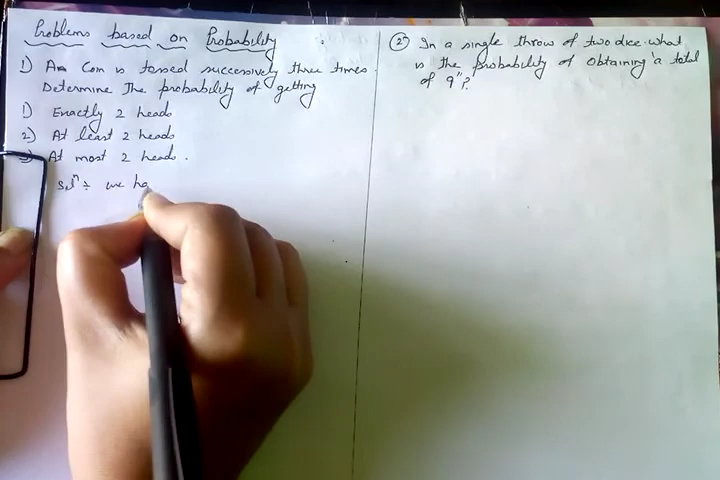 Problems based on Probability
1) A Coin is tossed successively three times.
Determine The probability of getting
1) Exactly 2 heads
2) At least 2 heads
3) At most 2 heads.
Solⁿ ÷ we ha
② In a single throw of two dice what
is the probability of obtaining "a total
of 9"?